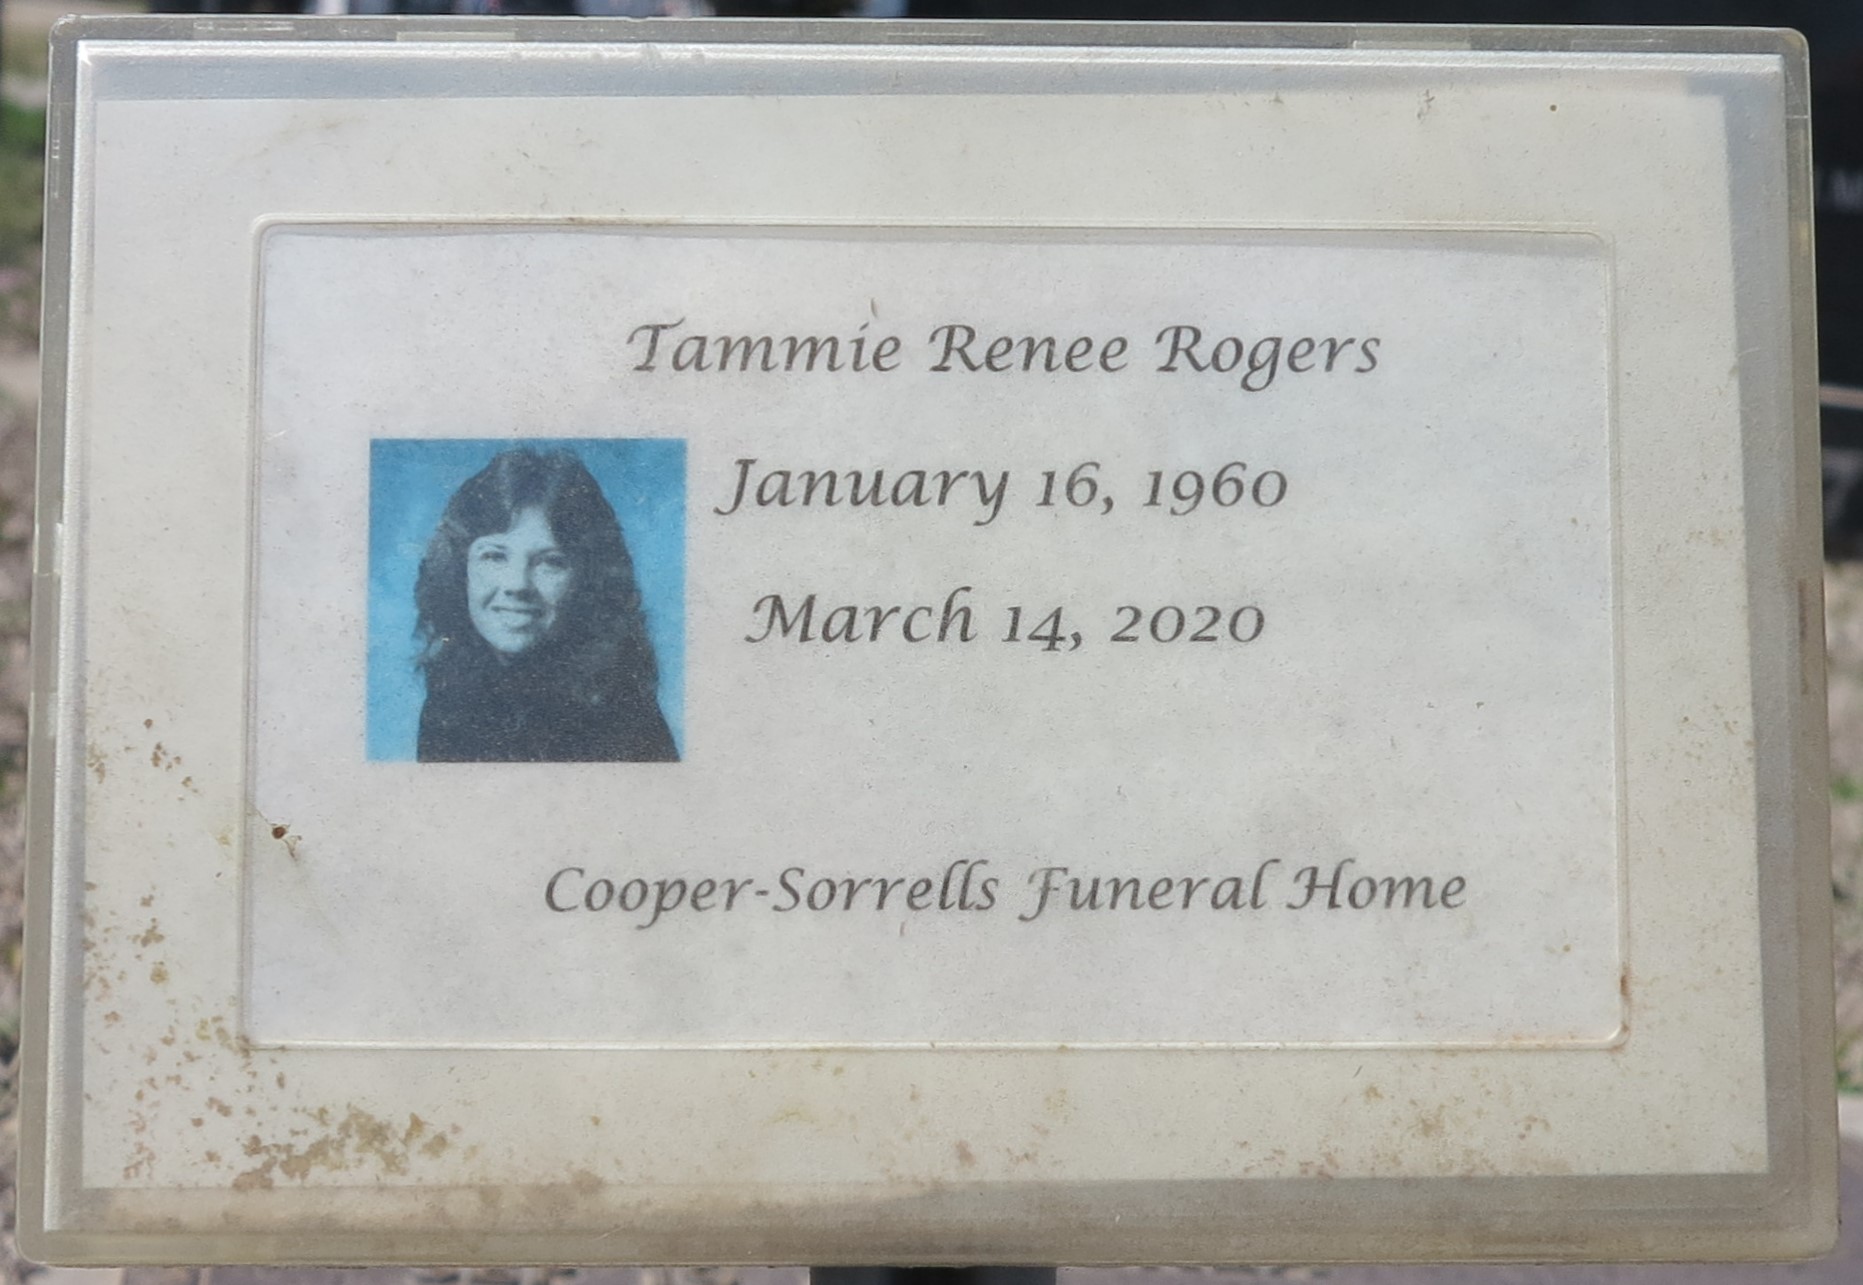 Tammie Renee Rogers
January 16, 1960
March 14, 2020
Cooper-Sorrells Funeral Home